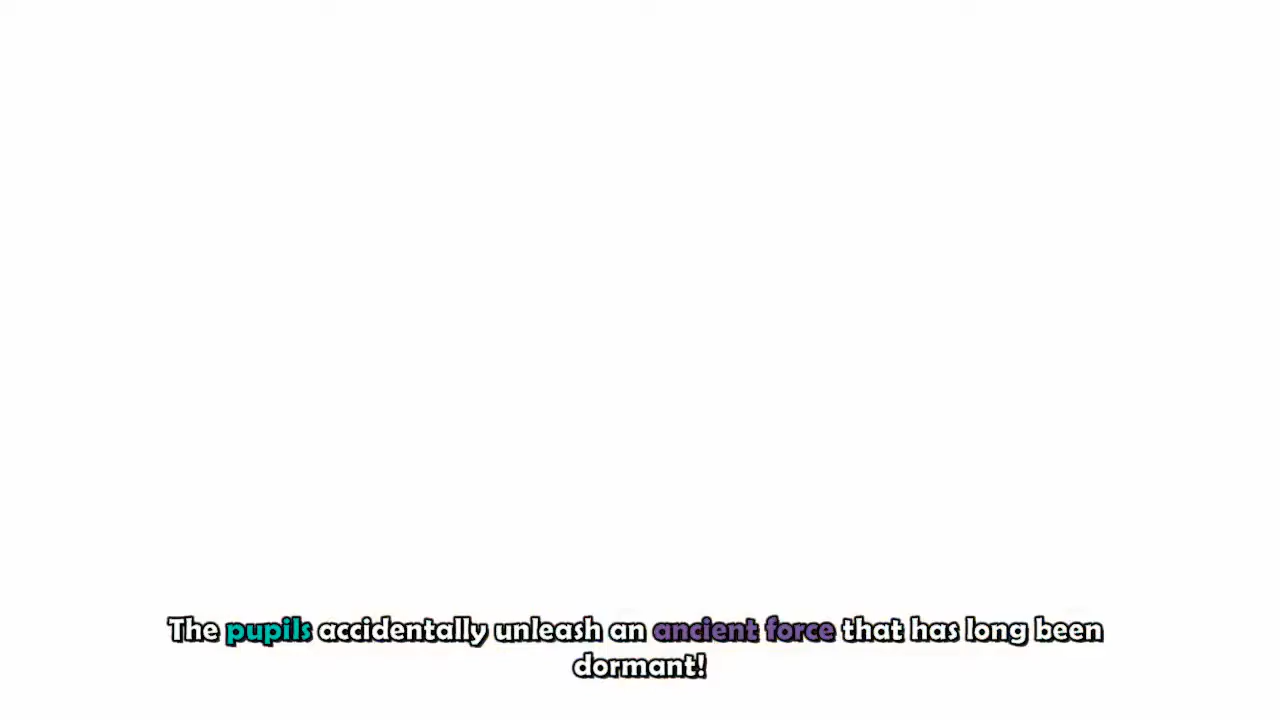 The pupils accidentally unleash an ancient force that has long been
dormant!